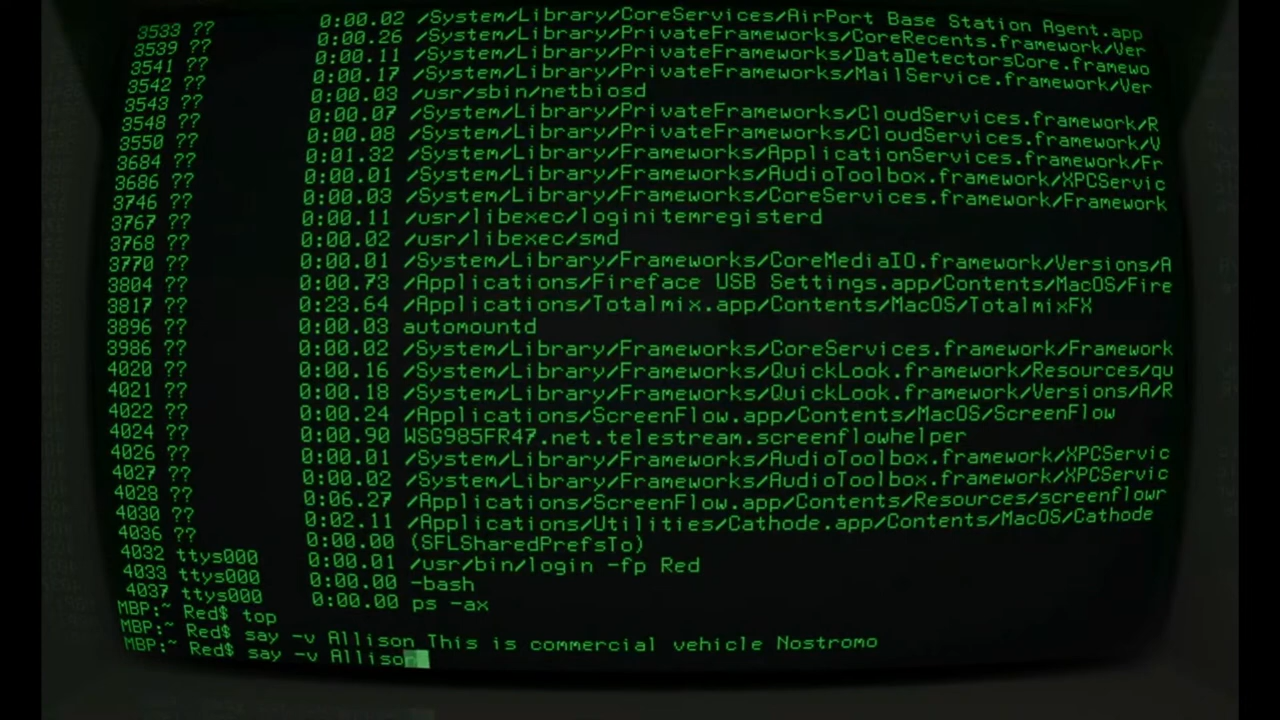 3533 ?? 0:00.02 /System/Library/CoreServices/AirPort Base Station Agent.app
3539 ?? 0:00.26 /System/Library/PrivateFrameworks/CoreRecents.framework/Ver
3541 ?? 0:00.11 /System/Library/PrivateFrameworks/DataDetectorsCore.framewo
3542 ?? 0:00.17 /System/Library/PrivateFrameworks/MailService.framework/Ver
3543 ?? 0:00.03 /usr/sbin/netbiosd
3548 ?? 0:00.07 /System/Library/PrivateFrameworks/CloudServices.framework/R
3550 ?? 0:00.08 /System/Library/PrivateFrameworks/CloudServices.framework/V
3684 ?? 0:01.32 /System/Library/Frameworks/ApplicationServices.framework/Fr
3686 ?? 0:00.01 /System/Library/Frameworks/AudioToolbox.framework/XPCServic
3746 ?? 0:00.03 /System/Library/Frameworks/CoreServices.framework/Framework
3767 ?? 0:00.11 /usr/libexec/loginitemregisterd
3768 ?? 0:00.02 /usr/libexec/smd
3770 ?? 0:00.01 /System/Library/Frameworks/CoreMediaIO.framework/Versions/A
3804 ?? 0:00.73 /Applications/Fireface USB Settings.app/Contents/MacOS/Fire
3817 ?? 0:23.64 /Applications/Totalmix.app/Contents/MacOS/TotalmixFX
3896 ?? 0:00.03 automountd
3986 ?? 0:00.02 /System/Library/Frameworks/CoreServices.framework/Framework
4020 ?? 0:00.16 /System/Library/Frameworks/QuickLook.framework/Resources/qu
4021 ?? 0:00.18 /System/Library/Frameworks/QuickLook.framework/Versions/A/R
4022 ?? 0:00.24 /Applications/ScreenFlow.app/Contents/MacOS/ScreenFlow
4024 ?? 0:00.90 WSG985FR47.net.telestream.screenflowhelper
4026 ?? 0:00.01 /System/Library/Frameworks/AudioToolbox.framework/XPCServic
4027 ?? 0:00.02 /System/Library/Frameworks/AudioToolbox.framework/XPCServic
4028 ?? 0:06.27 /Applications/ScreenFlow.app/Contents/Resources/screenflowr
4030 ?? 0:02.11 /Applications/Utilities/Cathode.app/Contents/MacOS/Cathode
4036 ?? 0:00.00 (SFLSharedPrefsTo)
4032 ttys000 0:00.01 /usr/bin/login -fp Red
4033 ttys000 0:00.00 -bash
4037 ttys000 0:00.00 ps -ax
MBP:~ Red$ top
MBP:~ Red$ say -v Allison This is commercial vehicle Nostromo
MBP:~ Red$ say -v Allison